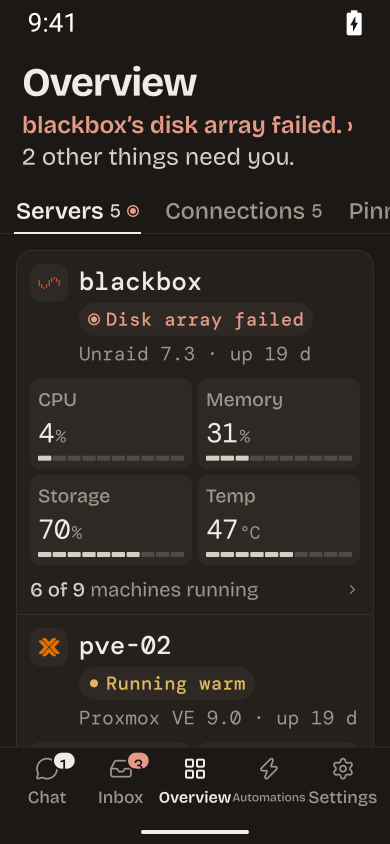 9:41
Overview
blackbox’s disk array failed. ›
2 other things need you.
Servers 5 Connections 5 Pinr
blackbox
Disk array failed
Unraid 7.3 · up 19 d
CPU Memory
4% 31%
Storage Temp
70% 47°C
6 of 9 machines running
pve-02
Running warm
Proxmox VE 9.0 · up 19 d
1 3
Chat Inbox Overview Automations Settings